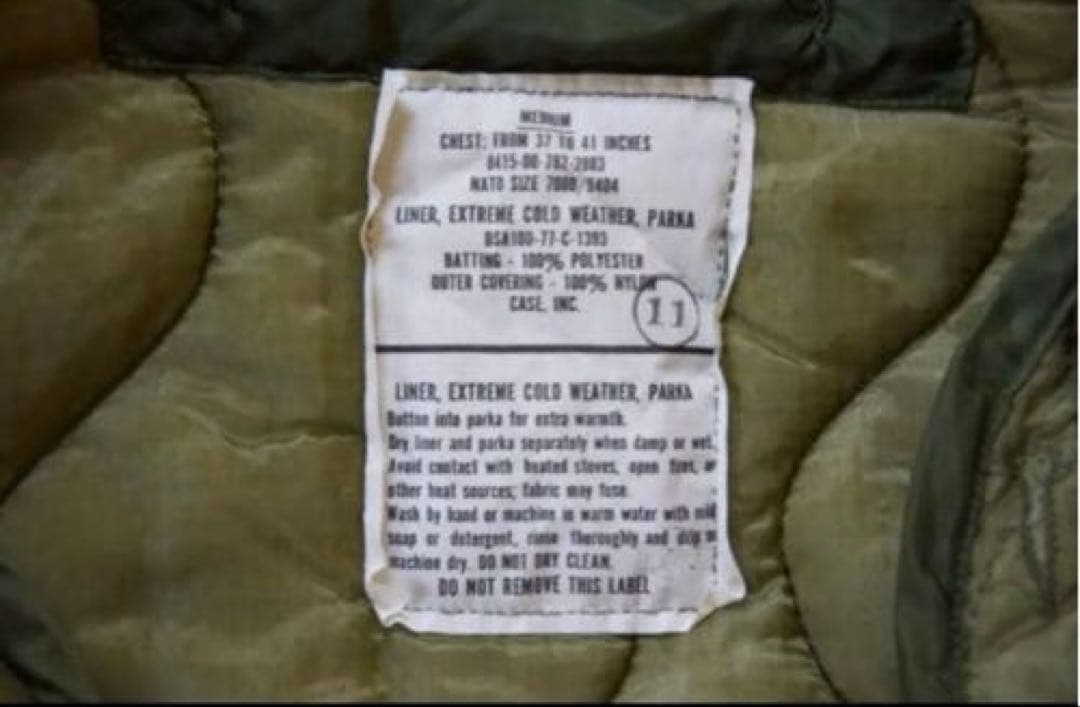 MEDIUM
CHEST: FROM 37 TO 41 INCHES
8415-00-782-2883
NATO SIZE 7080/9404
LINER, EXTREME COLD WEATHER, PARKA
DSA100-77-C-1393
BATTING - 100% POLYESTER
OUTER COVERING - 100% NYLON
CASE, INC.
11
LINER, EXTREME COLD WEATHER, PARKA
Button into parka for extra warmth.
Dry liner and parka separately when damp or wet.
Avoid contact with heated stoves, open fires, or
other heat sources; fabric may fuse.
Wash by hand or machine in warm water with mild
soap or detergent, rinse thoroughly and drip or
machine dry. DO NOT DRY CLEAN.
DO NOT REMOVE THIS LABEL